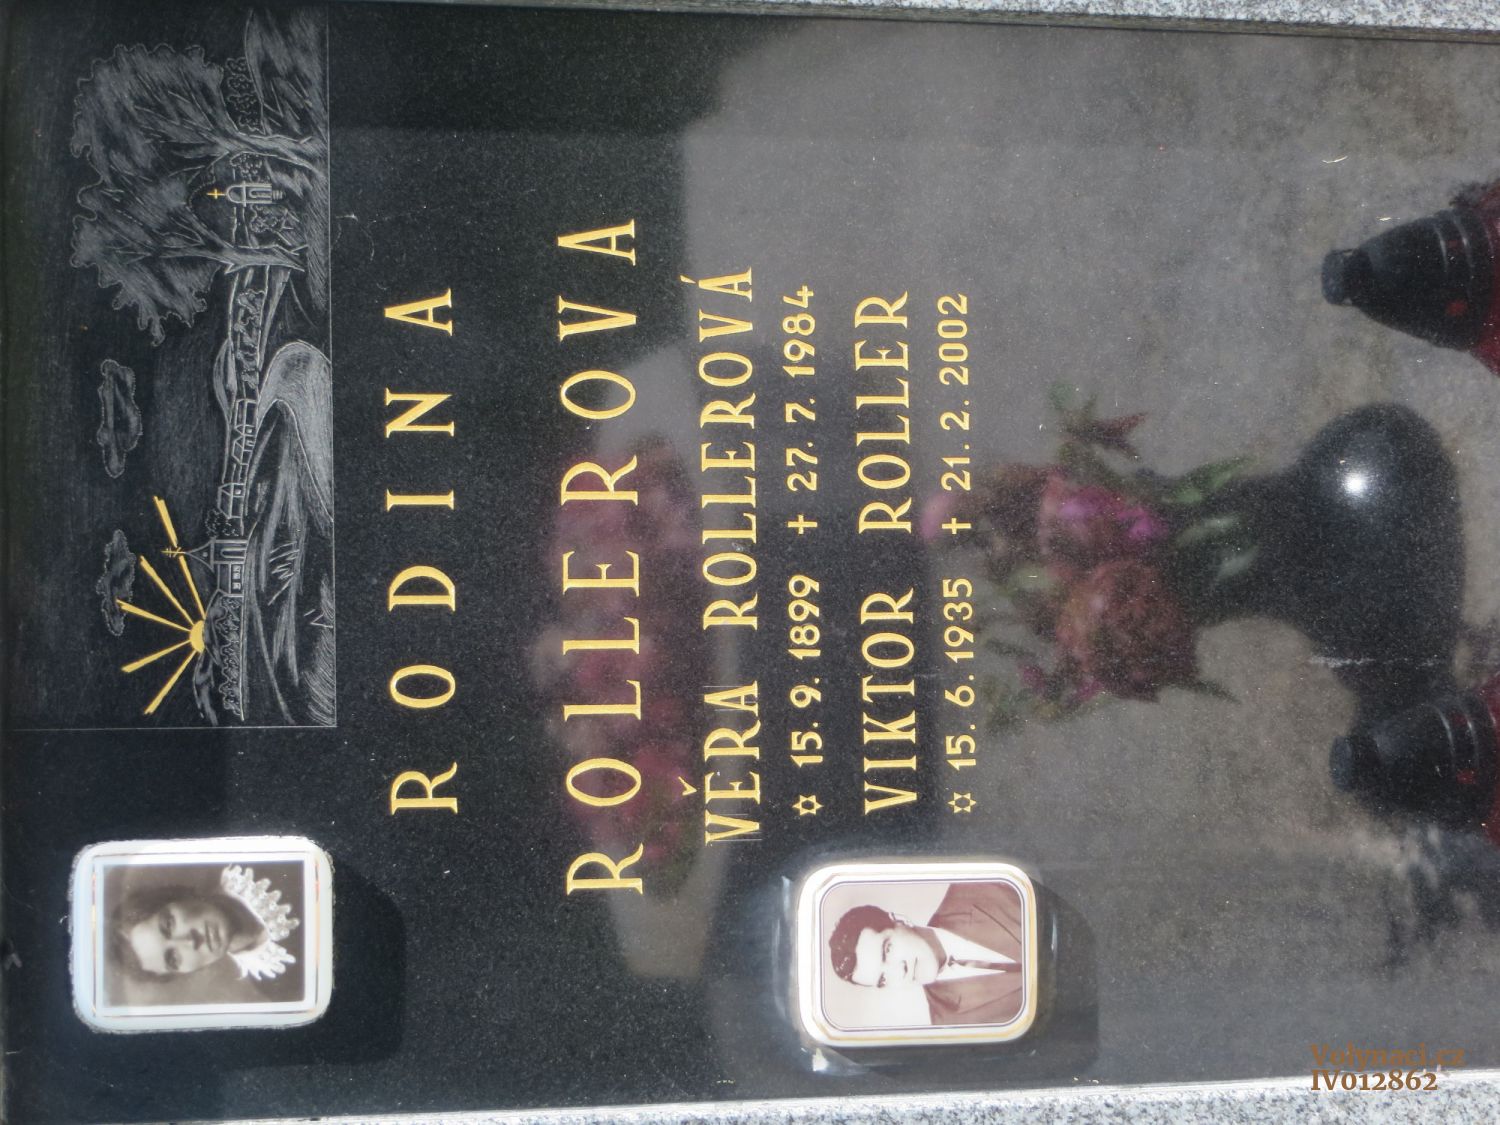 RODINA
ROLLEROVA
VĚRA ROLLEROVÁ
✡ 15. 9. 1899 + 27. 7. 1984
VIKTOR ROLLER
✡ 15. 6. 1935 + 21. 2. 2002
Volynaci.cz
IV012862